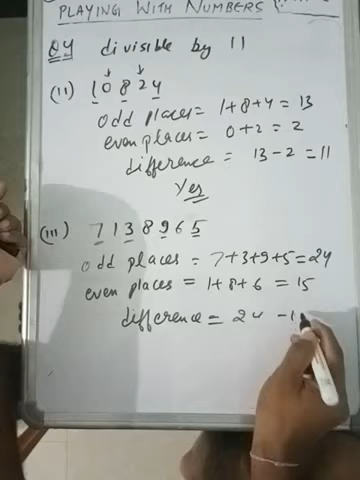 PLAYING WITH NUMBERS
Q4 divisible by 11
(ii) 10824
odd places = 1+8+4 = 13
even places = 0+2 = 2
difference = 13-2 = 11
Yes
(iii) 7138965
odd places = 7+3+9+5 = 24
even places = 1+8+6 = 15
difference = 24 - 1